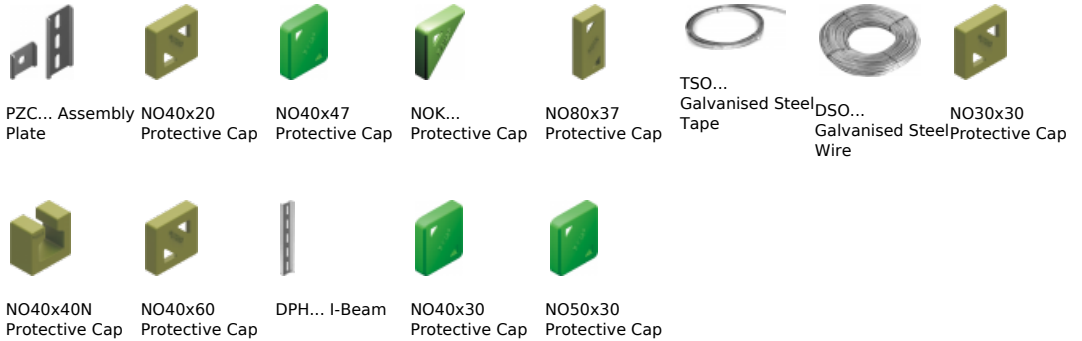 PZC... Assembly
Plate
NO40x20
Protective Cap
NO40x47
Protective Cap
NOK...
Protective Cap
NO80x37
Protective Cap
TSO...
Galvanised Steel
Tape
DSO...
Galvanised Steel
Wire
NO30x30
Protective Cap
NO40x40N
Protective Cap
NO40x60
Protective Cap
DPH... I-Beam
NO40x30
Protective Cap
NO50x30
Protective Cap